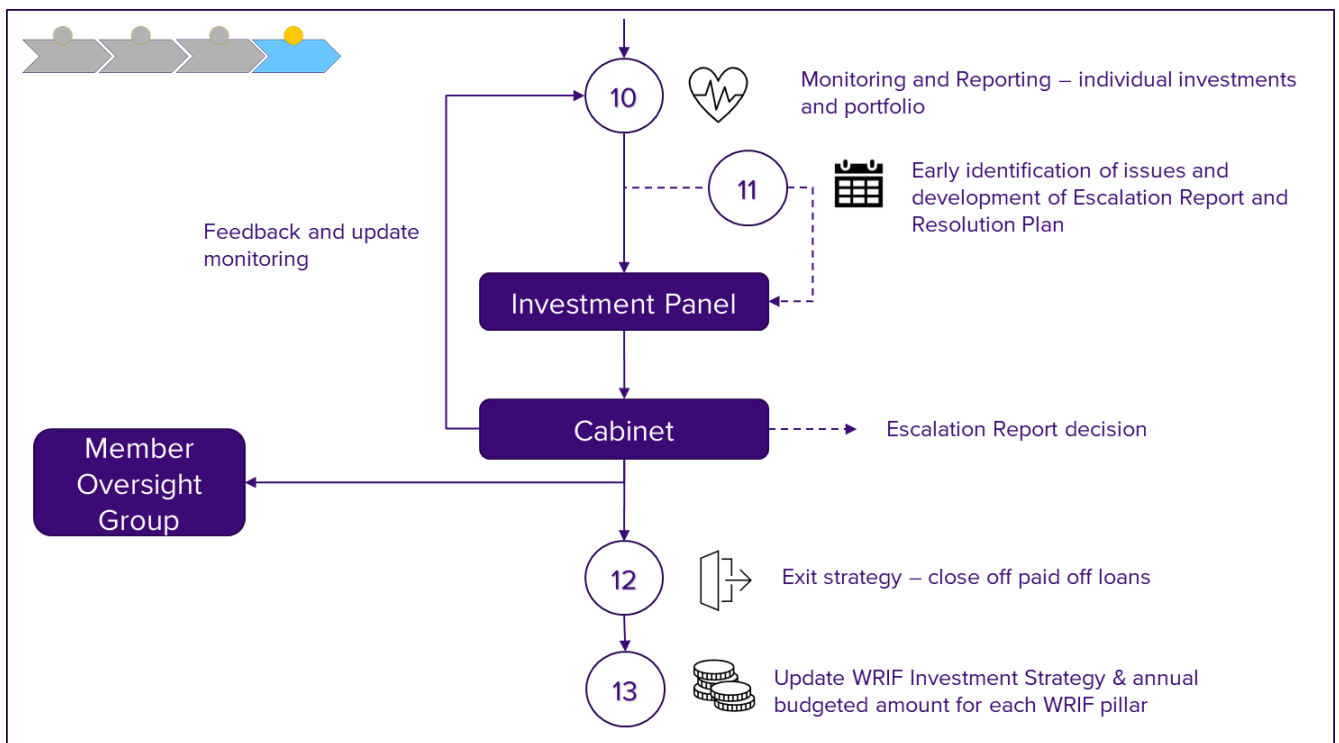 10
Monitoring and Reporting – individual investments
and portfolio
11
Early identification of issues and
development of Escalation Report and
Resolution Plan
Feedback and update
monitoring
Investment Panel
Cabinet
Escalation Report decision
Member
Oversight
Group
12
Exit strategy – close off paid off loans
13
Update WRIF Investment Strategy & annual
budgeted amount for each WRIF pillar